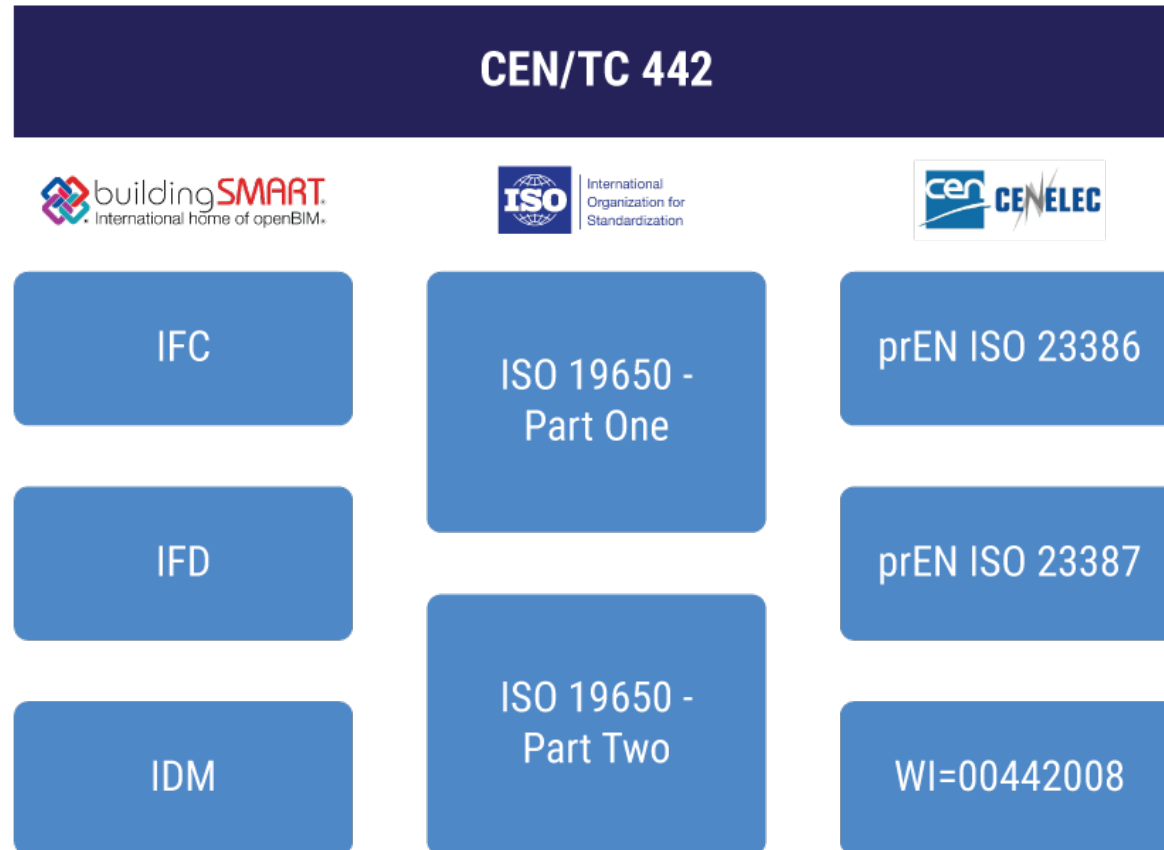 CEN/TC 442
buildingSMART.
International home of openBIM.
ISO
International
Organization for
Standardization
cen
CENELEC
IFC
IFD
IDM
ISO 19650 -
Part One
ISO 19650 -
Part Two
prEN ISO 23386
prEN ISO 23387
WI=00442008